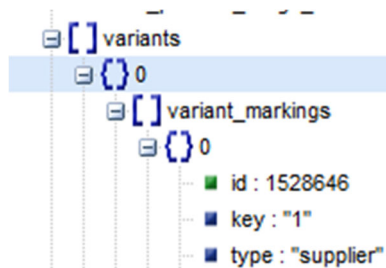 [ ] variants
{ } 0
[ ] variant_markings
{ } 0
id : 1528646
key : "1"
type : "supplier"